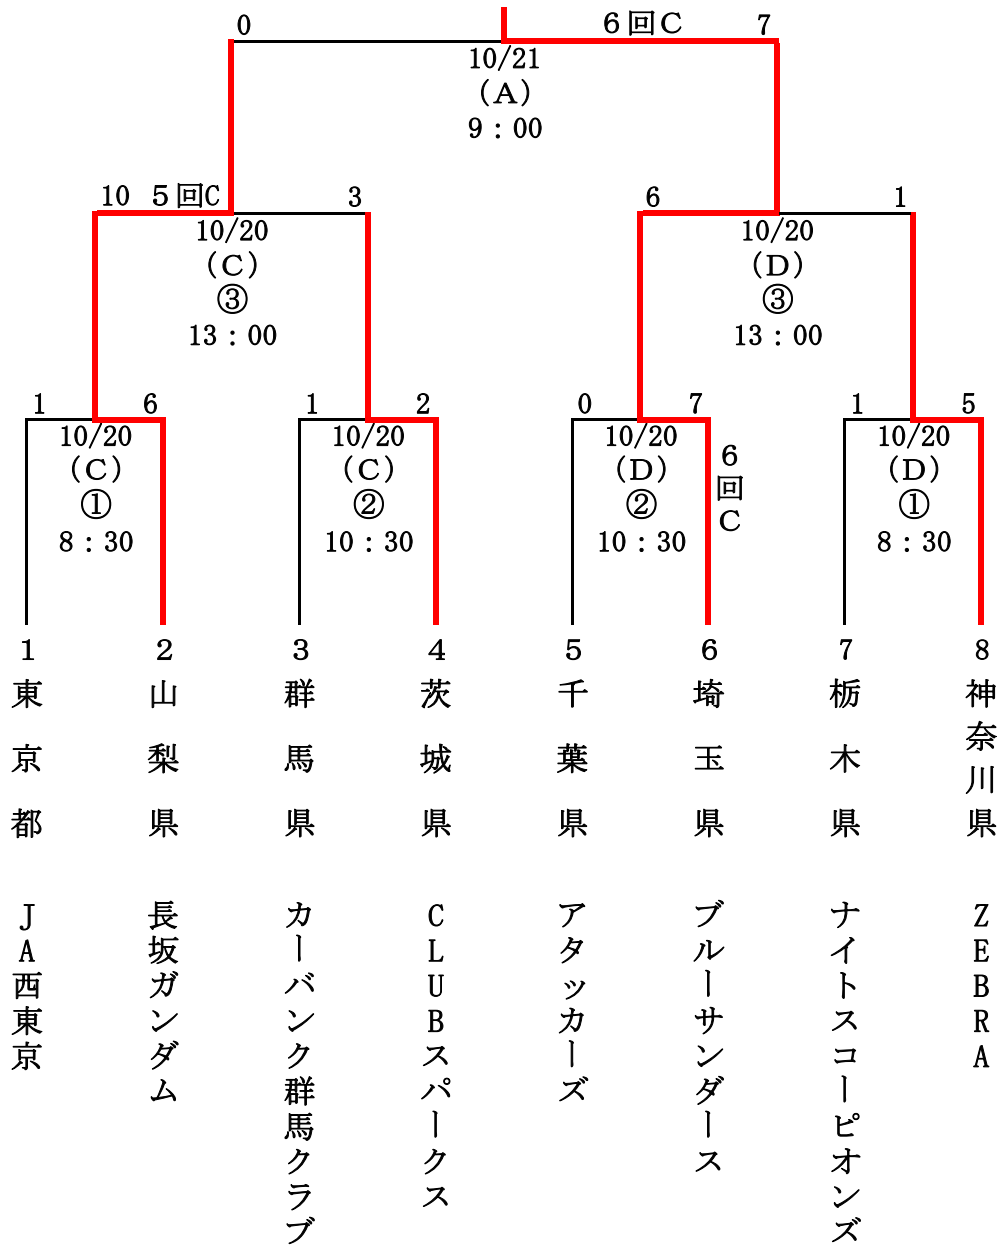 0 6回C 7
10/21
(A)
9:00
10 5回C 3 6 1
10/20 10/20
(C) (D)
③ ③
13:00 13:00
1 6 1 2 0 7 1 5
10/20 10/20 10/20 10/20
(C) (C) (D) (D)
① ② ② ①
8:30 10:30 10:30 8:30
6回C
1 東京都 JA西東京
2 山梨県 長坂ガンダム
3 群馬県 カーバンク群馬クラブ
4 茨城県 CLUBスパークス
5 千葉県 アタッカーズ
6 埼玉県 ブルーサンダース
7 栃木県 ナイトスコーピオンズ
8 神奈川県 ZEBRA